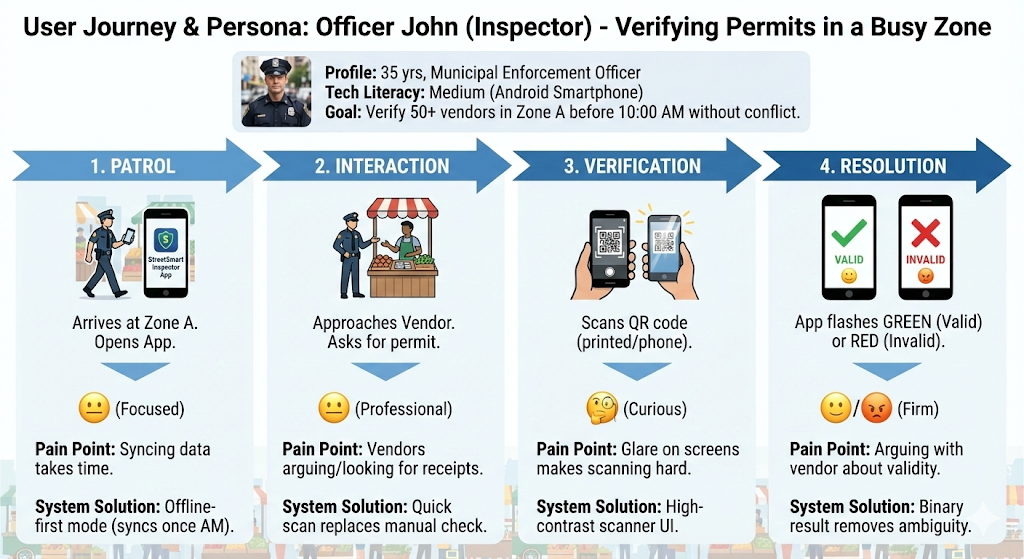 User Journey & Persona: Officer John (Inspector) - Verifying Permits in a Busy Zone
Profile: 35 yrs, Municipal Enforcement Officer
Tech Literacy: Medium (Android Smartphone)
Goal: Verify 50+ vendors in Zone A before 10:00 AM without conflict.
1. PATROL
S
StreetSmart
Inspector
App
Arrives at Zone A.
Opens App.
(Focused)
Pain Point: Syncing data
takes time.
System Solution: Offline-
first mode (syncs once AM).
2. INTERACTION
Approaches Vendor.
Asks for permit.
(Professional)
Pain Point: Vendors
arguing/looking for receipts.
System Solution: Quick
scan replaces manual check.
3. VERIFICATION
Scans QR code
(printed/phone).
(Curious)
Pain Point: Glare on screens
makes scanning hard.
System Solution: High-
contrast scanner UI.
4. RESOLUTION
VALID
INVALID
App flashes GREEN (Valid)
or RED (Invalid).
/
(Firm)
Pain Point: Arguing with
vendor about validity.
System Solution: Binary
result removes ambiguity.